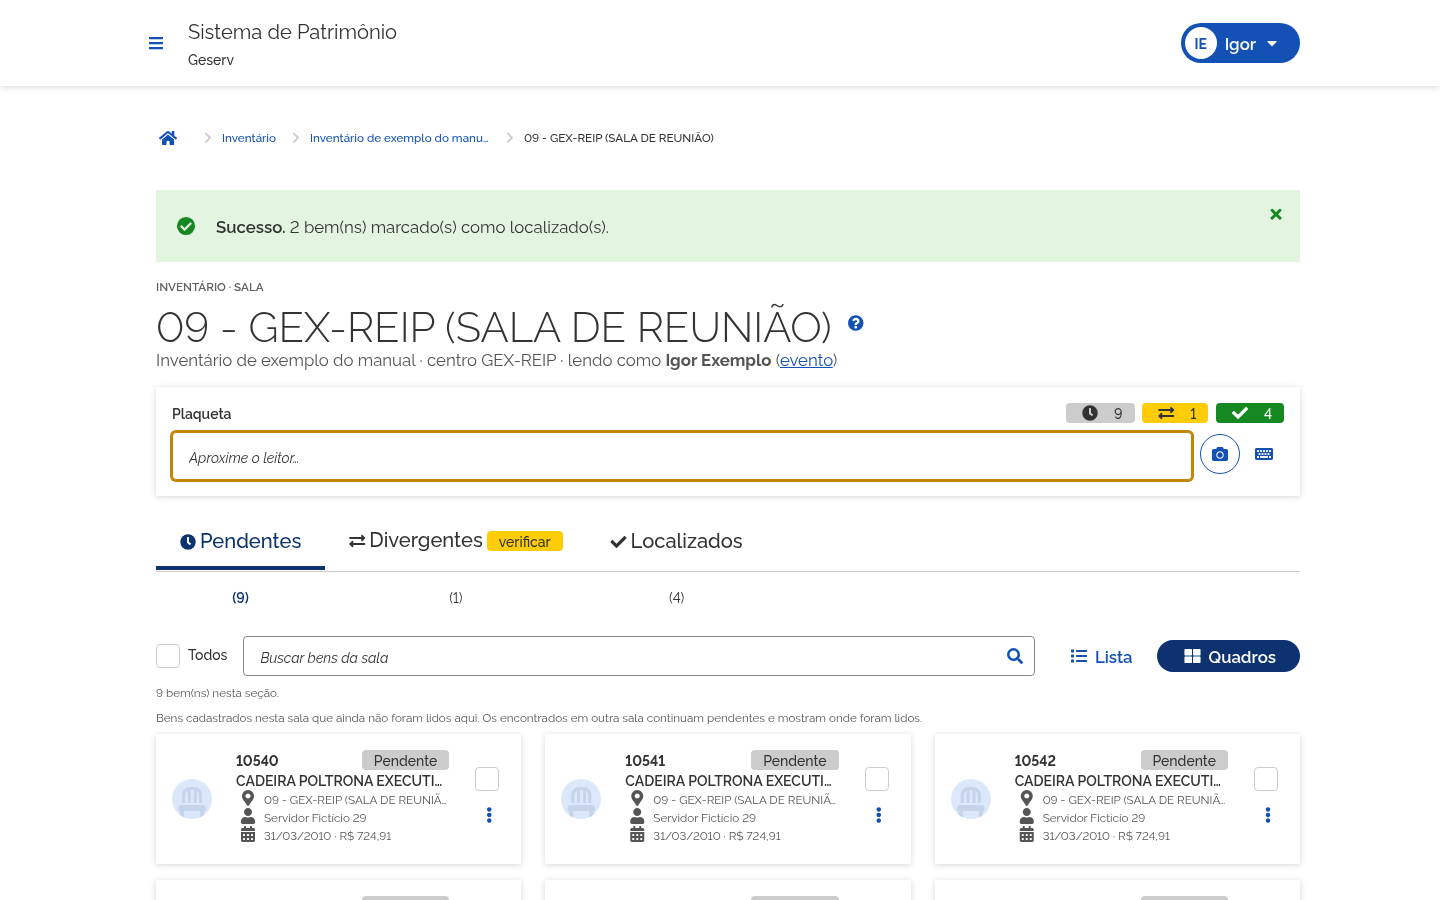 Sistema de Patrimônio
Geserv
IE Igor
Inventário
Inventário de exemplo do manu...
09 - GEX-REIP (SALA DE REUNIÃO)
Sucesso. 2 bem(ns) marcado(s) como localizado(s).
INVENTÁRIO · SALA
09 - GEX-REIP (SALA DE REUNIÃO)
Inventário de exemplo do manual · centro GEX-REIP · lendo como Igor Exemplo (evento)
Plaqueta
9
1
4
Aproxime o leitor...
Pendentes
Divergentes verificar
Localizados
(9)
(1)
(4)
Todos
Buscar bens da sala
Lista
Quadros
9 bem(ns) nesta seção.
Bens cadastrados nesta sala que ainda não foram lidos aqui. Os encontrados em outra sala continuam pendentes e mostram onde foram lidos.
10540 Pendente
CADEIRA POLTRONA EXECUTI...
09 - GEX-REIP (SALA DE REUNIÃ...
Servidor Fictício 29
31/03/2010 · R$ 724,91
10541 Pendente
CADEIRA POLTRONA EXECUTI...
09 - GEX-REIP (SALA DE REUNIÃ...
Servidor Fictício 29
31/03/2010 · R$ 724,91
10542 Pendente
CADEIRA POLTRONA EXECUTI...
09 - GEX-REIP (SALA DE REUNIÃ...
Servidor Fictício 29
31/03/2010 · R$ 724,91